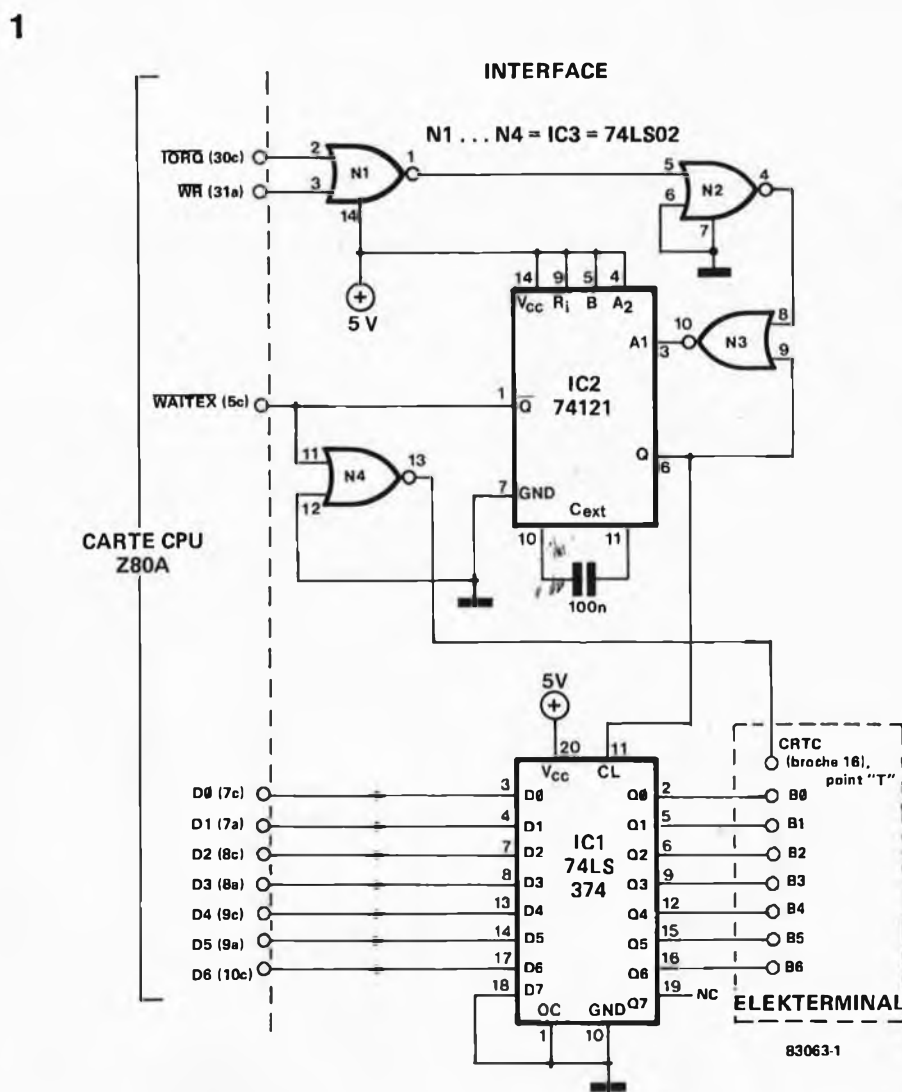 1
INTERFACE
N1 . . . N4 = IC3 = 74LS02
IORQ (30c)
2
N1
1
WR (31a)
3
14
5
N2
4
6
7
5 V
14
9
5
4
VCC
Ri
B
A2
A1
3
10
N3
8
9
IC2
74121
WAITEX (5c)
1
Q
Q
6
11
N4
13
12
7
GND
Cext
10
11
100n
CARTE CPU
Z80A
5V
20
11
VCC
CL
CRTC
(broche 16),
point "T"
D0 (7c)
3
D0
Q0
2
B0
D1 (7a)
4
D1
Q1
5
B1
IC1
74LS
374
D2 (8c)
7
D2
Q2
6
B2
D3 (8a)
8
D3
Q3
9
B3
D4 (9c)
13
D4
Q4
12
B4
D5 (9a)
14
D5
Q5
15
B5
D6 (10c)
17
D6
Q6
16
B6
18
D7
Q7
19
NC
OC
GND
1
10
ELEKTERMINAL
83063-1